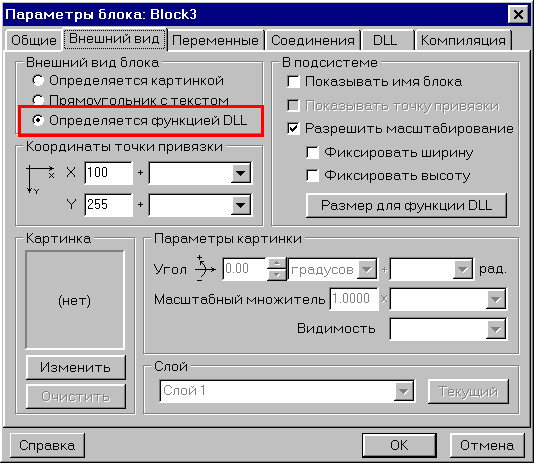 Параметры блока: Block3
Общие
Внешний вид
Переменные
Соединения
DLL
Компиляция
Внешний вид блока
Определяется картинкой
Прямоугольник с текстом
Определяется функцией DLL
Координаты точки привязки
X
Y
X 100 +
Y 255 +
В подсистеме
Показывать имя блока
Показывать точку привязки
Разрешить масштабирование
Фиксировать ширину
Фиксировать высоту
Размер для функции DLL
Картинка
(нет)
Изменить
Очистить
Параметры картинки
Угол + - 0.00 градусов + рад.
Масштабный множитель 1.0000 x
Видимость
Слой
Слой 1
Текущий
Справка
OK
Отмена